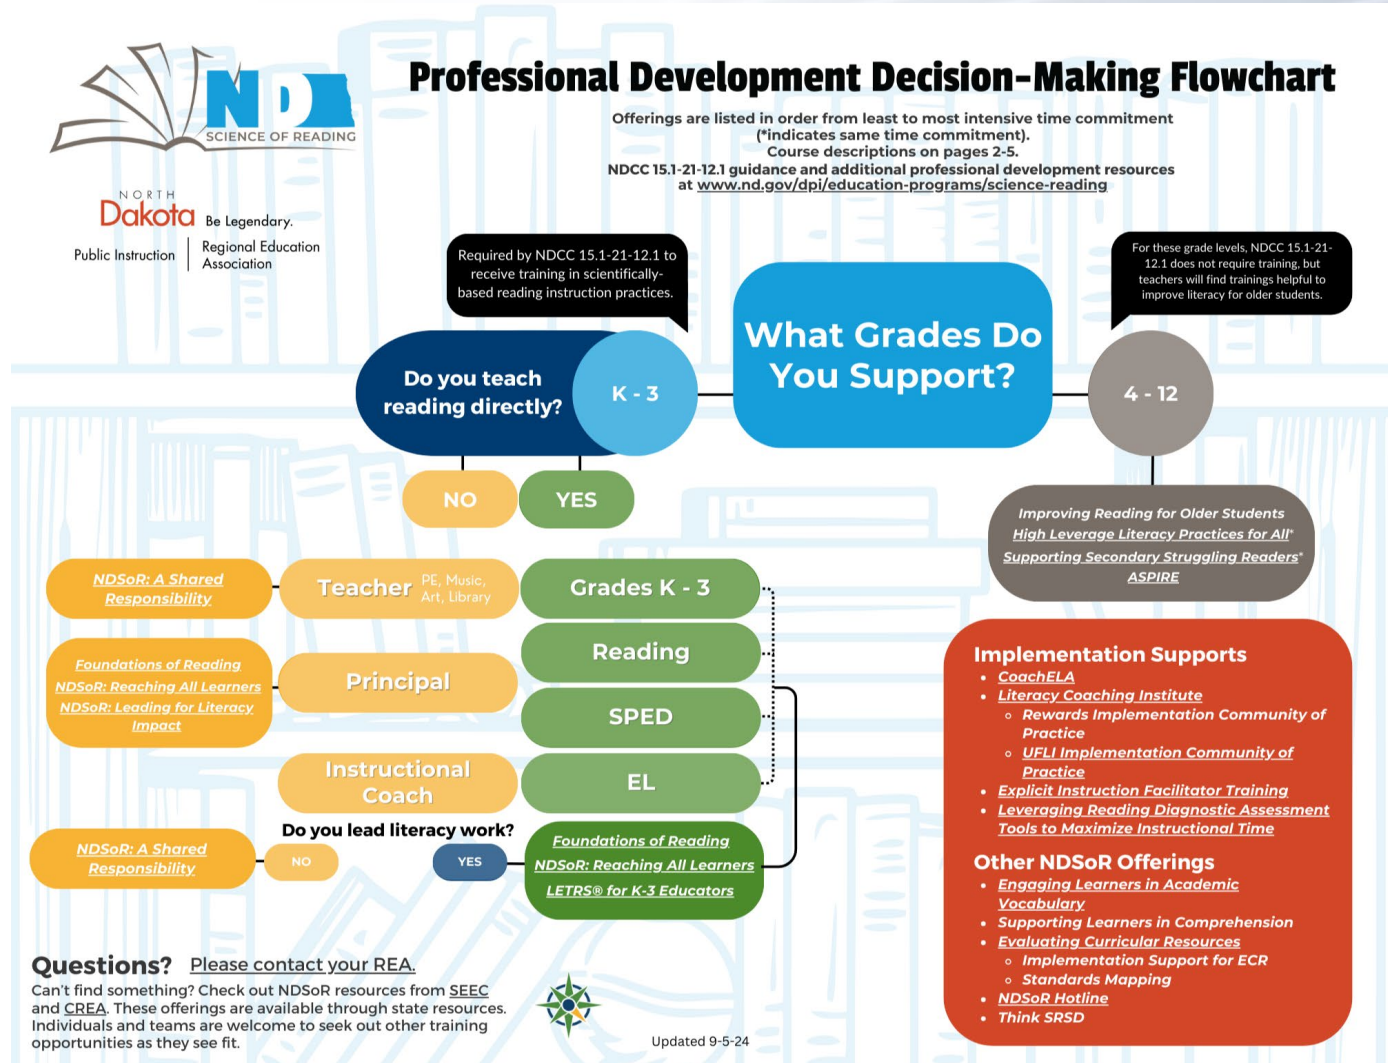 ND
SCIENCE OF READING
NORTH
Dakota Be Legendary.
Public Instruction
Regional Education
Association
Professional Development Decision-Making Flowchart
Offerings are listed in order from least to most intensive time commitment
(*indicates same time commitment).
Course descriptions on pages 2-5.
NDCC 15.1-21-12.1 guidance and additional professional development resources
at www.nd.gov/dpi/education-programs/science-reading
Required by NDCC 15.1-21-12.1 to
receive training in scientifically-
based reading instruction practices.
For these grade levels, NDCC 15.1-21-
12.1 does not require training, but
teachers will find trainings helpful to
improve literacy for older students.
What Grades Do
You Support?
Do you teach
reading directly?
K - 3
4 - 12
NO
YES
Improving Reading for Older Students
High Leverage Literacy Practices for All*
Supporting Secondary Struggling Readers*
ASPIRE
NDSoR: A Shared
Responsibility
Teacher
PE, Music,
Art, Library
Grades K - 3
Foundations of Reading
NDSoR: Reaching All Learners
NDSoR: Leading for Literacy
Impact
Principal
Reading
SPED
Instructional
Coach
EL
Do you lead literacy work?
NDSoR: A Shared
Responsibility
NO
YES
Foundations of Reading
NDSoR: Reaching All Learners
LETRS® for K-3 Educators
Implementation Supports
• CoachELA
• Literacy Coaching Institute
○ Rewards Implementation Community of
Practice
○ UFLI Implementation Community of
Practice
• Explicit Instruction Facilitator Training
• Leveraging Reading Diagnostic Assessment
Tools to Maximize Instructional Time
Other NDSoR Offerings
• Engaging Learners in Academic
Vocabulary
• Supporting Learners in Comprehension
• Evaluating Curricular Resources
○ Implementation Support for ECR
○ Standards Mapping
• NDSoR Hotline
• Think SRSD
Questions? Please contact your REA.
Can't find something? Check out NDSoR resources from SEEC
and CREA. These offerings are available through state resources.
Individuals and teams are welcome to seek out other training
opportunities as they see fit.
Updated 9-5-24